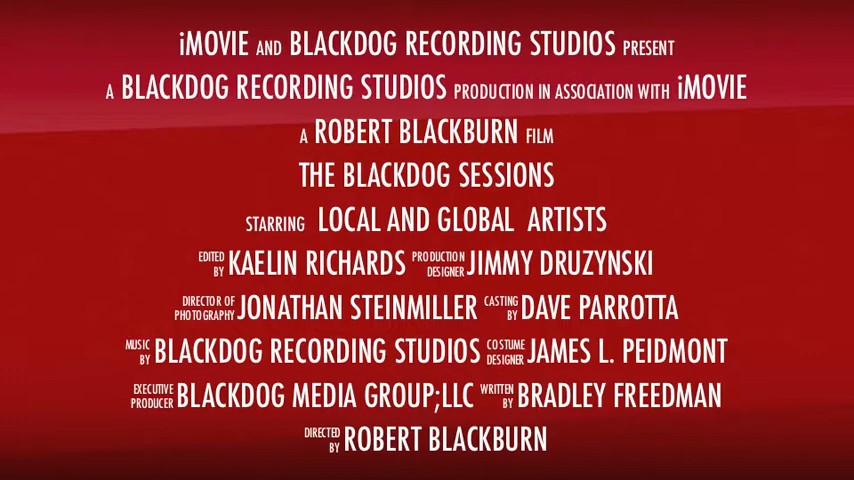 iMOVIE AND BLACKDOG RECORDING STUDIOS PRESENT
A BLACKDOG RECORDING STUDIOS PRODUCTION IN ASSOCIATION WITH iMOVIE
A ROBERT BLACKBURN FILM
THE BLACKDOG SESSIONS
STARRING LOCAL AND GLOBAL ARTISTS
EDITED BY KAELIN RICHARDS PRODUCTION DESIGNER JIMMY DRUZYNSKI
DIRECTOR OF PHOTOGRAPHY JONATHAN STEINMILLER CASTING BY DAVE PARROTTA
MUSIC BY BLACKDOG RECORDING STUDIOS COSTUME DESIGNER JAMES L. PEIDMONT
EXECUTIVE PRODUCER BLACKDOG MEDIA GROUP;LLC WRITTEN BY BRADLEY FREEDMAN
DIRECTED BY ROBERT BLACKBURN